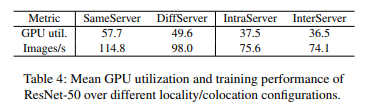 Metric SameServer DiffServer IntraServer InterServer
GPU util. 57.7 49.6 37.5 36.5
Images/s 114.8 98.0 75.6 74.1
Table 4: Mean GPU utilization and training performance of
ResNet-50 over different locality/colocation configurations.